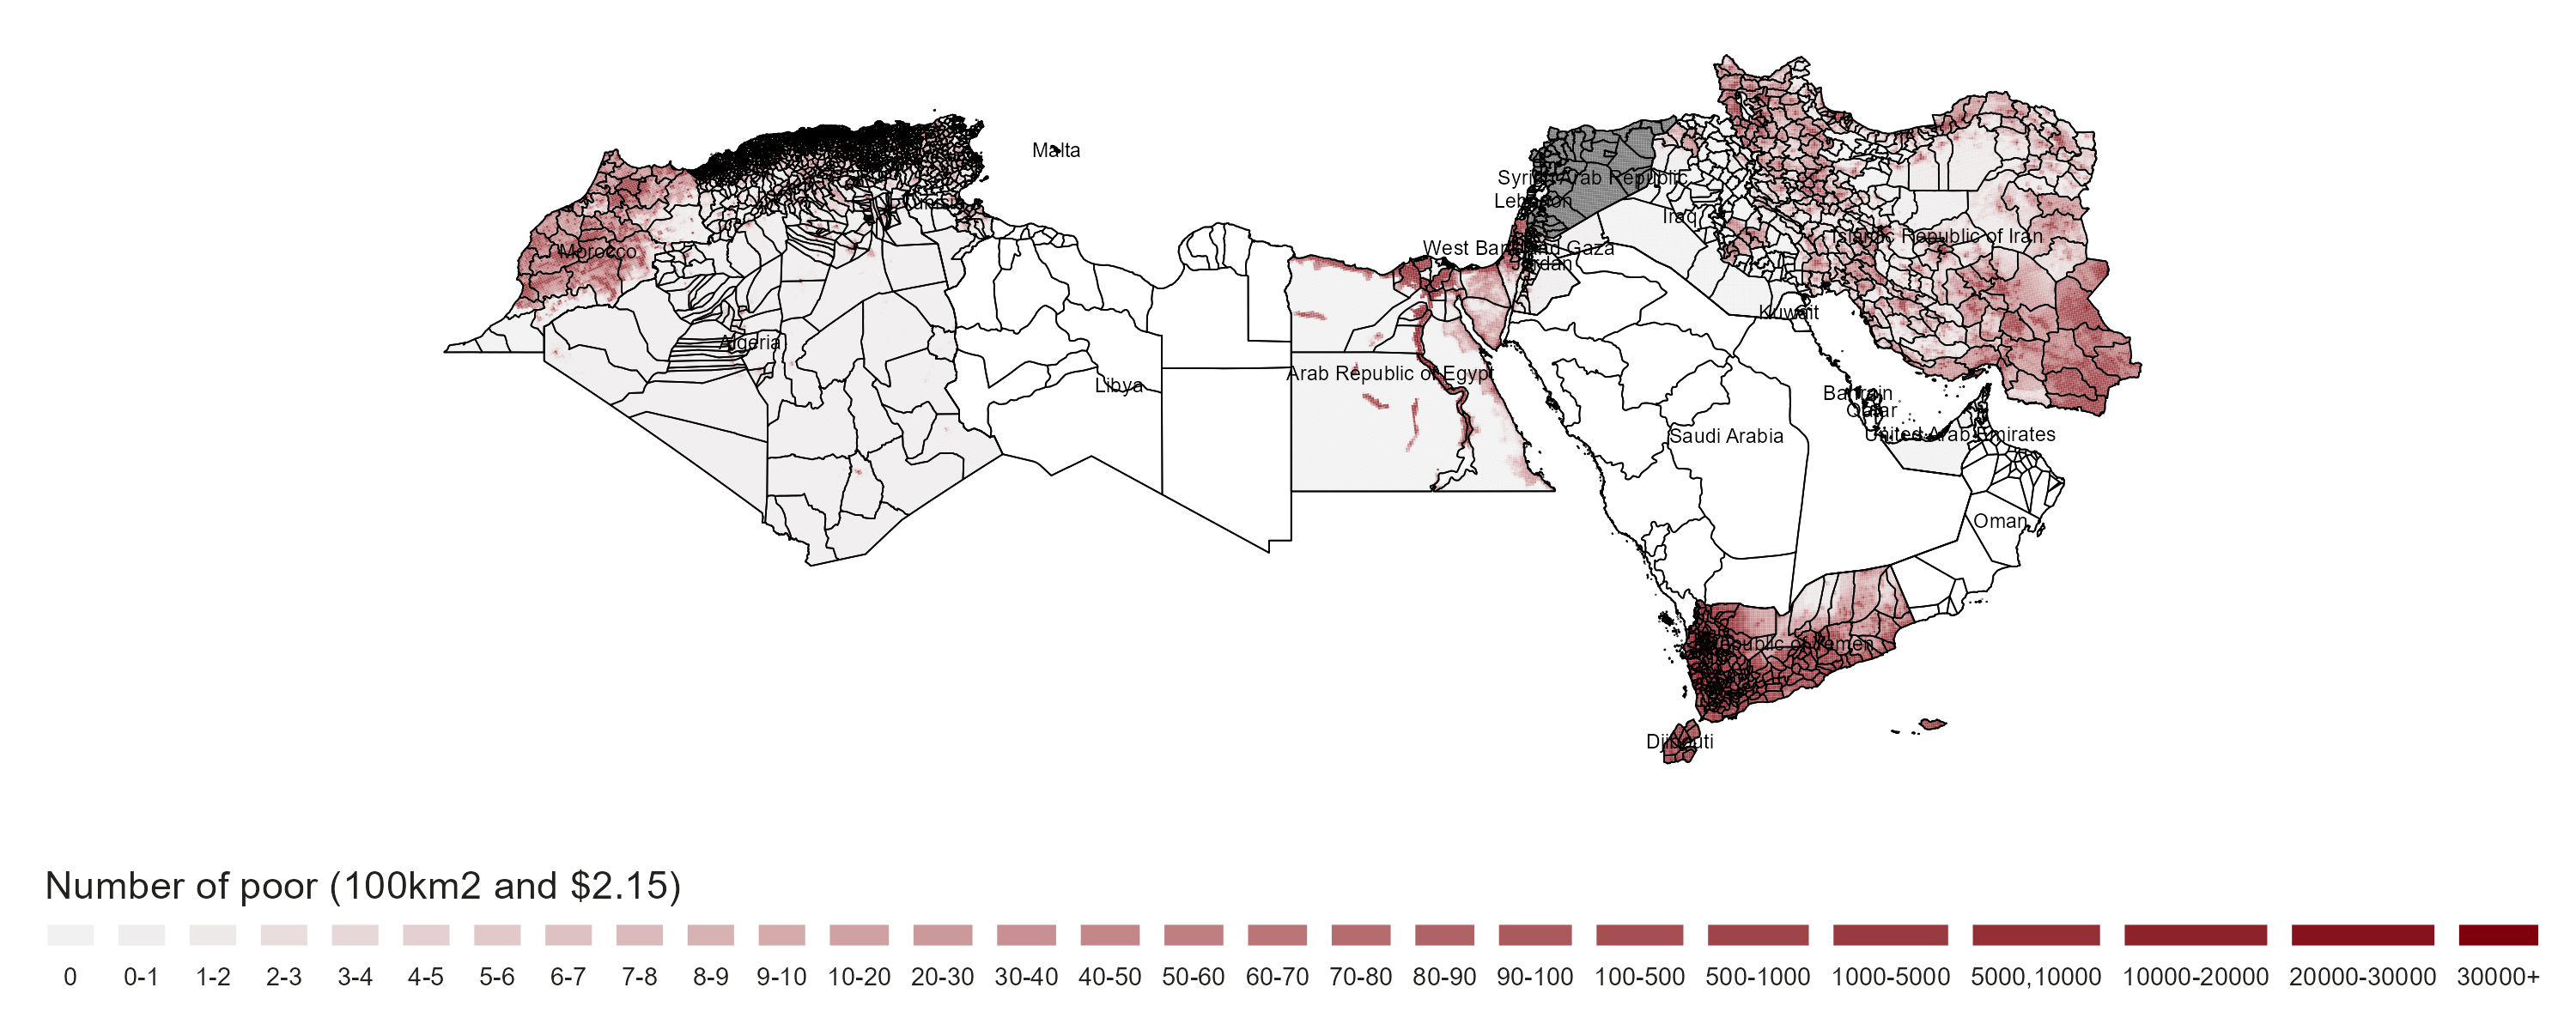 Malta
Syrian Arab Republic
Lebanon
Tunisia
Iraq
Islamic Republic of Iran
West Bank and Gaza
Morocco
Jordan
Kuwait
Algeria
Arab Republic of Egypt
Libya
Bahrain
Qatar
Saudi Arabia
United Arab Emirates
Oman
Republic of Yemen
Djibouti
Number of poor (100km2 and $2.15)
0 0-1 1-2 2-3 3-4 4-5 5-6 6-7 7-8 8-9 9-10 10-20 20-30 30-40 40-50 50-60 60-70 70-80 80-90 90-100 100-500 500-1000 1000-5000 5000,10000 10000-20000 20000-30000 30000+